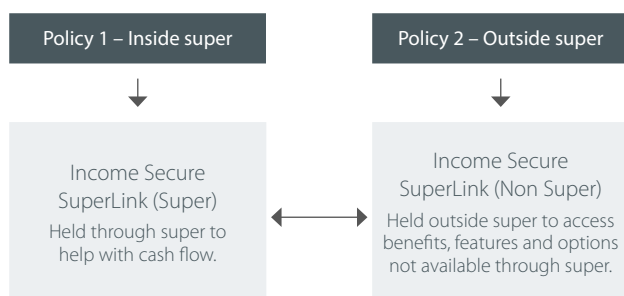 Policy 1 – Inside super
Policy 2 – Outside super
Income Secure
SuperLink (Super)
Held through super to
help with cash flow.
Income Secure
SuperLink (Non Super)
Held outside super to access
benefits, features and options
not available through super.